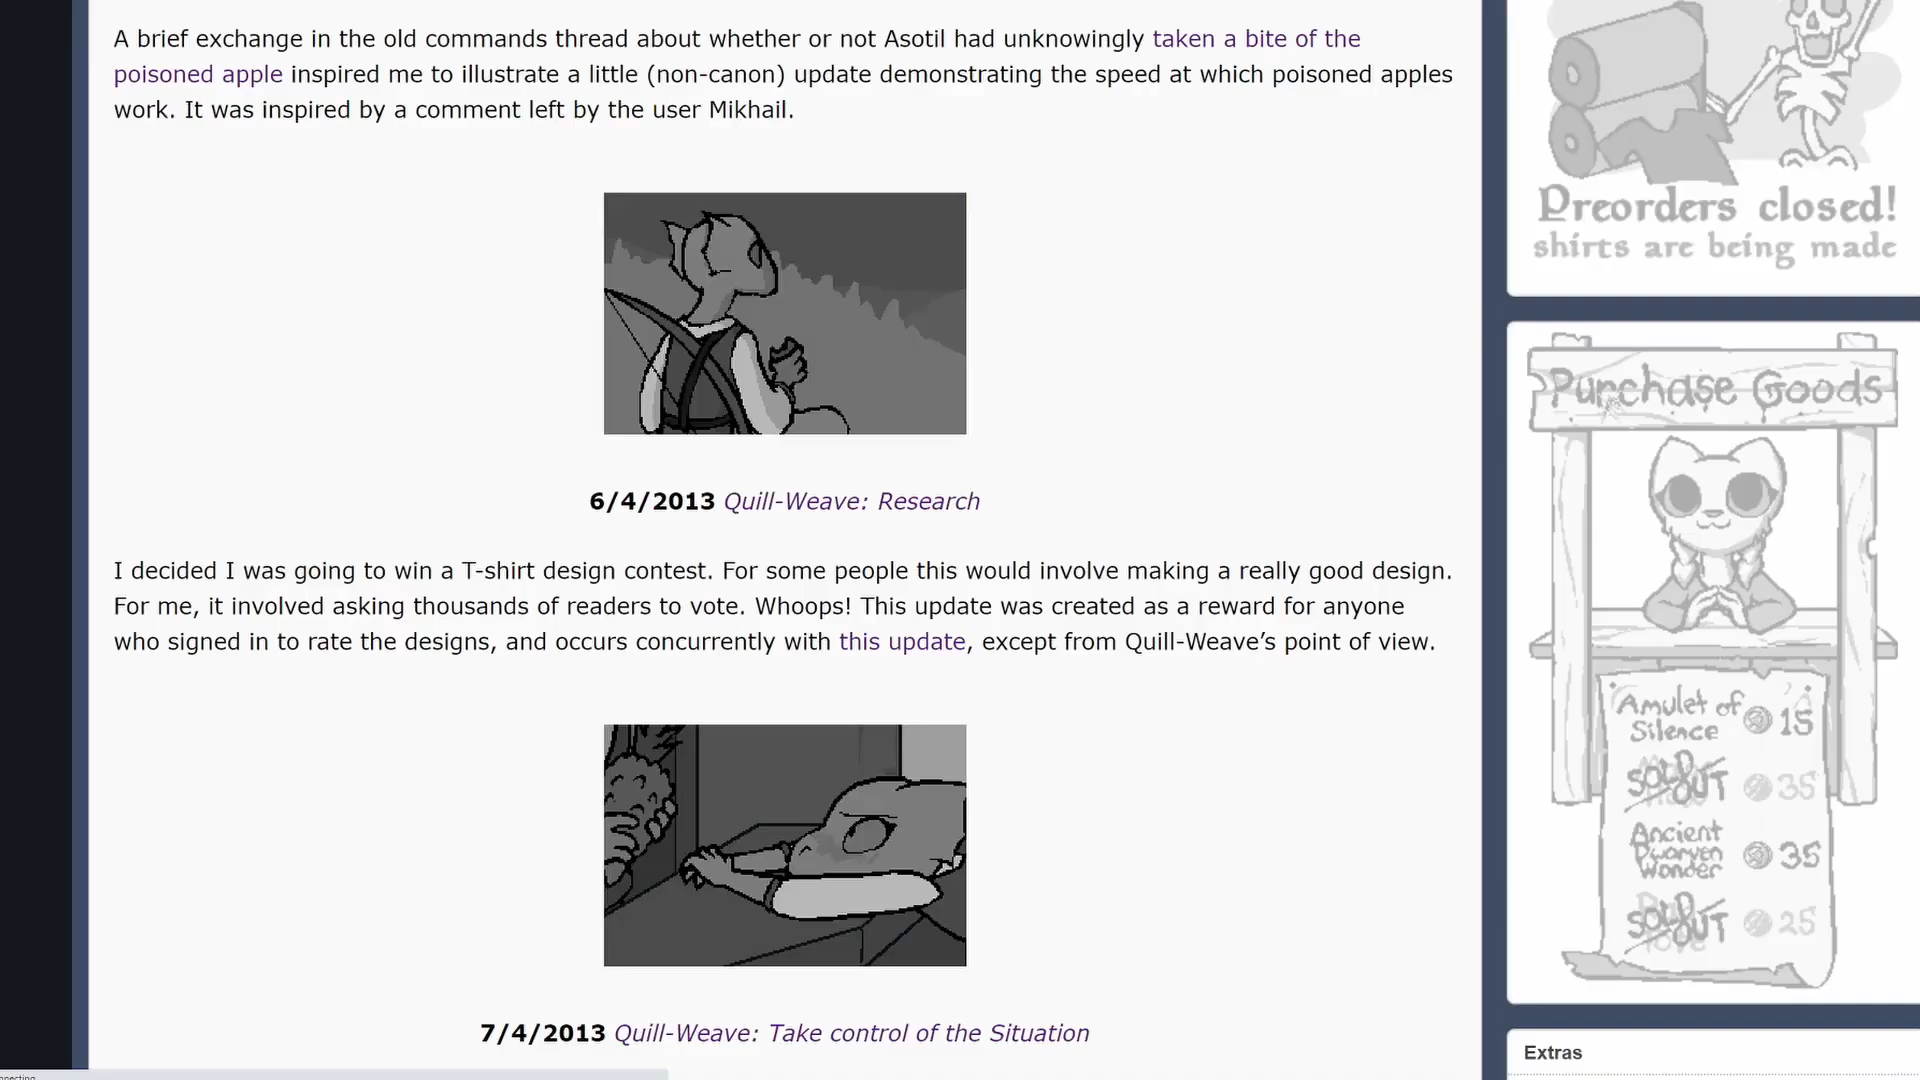 A brief exchange in the old commands thread about whether or not Asotil had unknowingly taken a bite of the
poisoned apple inspired me to illustrate a little (non-canon) update demonstrating the speed at which poisoned apples
work. It was inspired by a comment left by the user Mikhail.
6/4/2013 Quill-Weave: Research
I decided I was going to win a T-shirt design contest. For some people this would involve making a really good design.
For me, it involved asking thousands of readers to vote. Whoops! This update was created as a reward for anyone
who signed in to rate the designs, and occurs concurrently with this update, except from Quill-Weave’s point of view.
7/4/2013 Quill-Weave: Take control of the Situation
Preorders closed!
shirts are being made
Purchase Goods
Amulet of
Silence 15
SOLD OUT 35
Ancient
Dwarven
Wonder 35
SOLD OUT 25
Extras